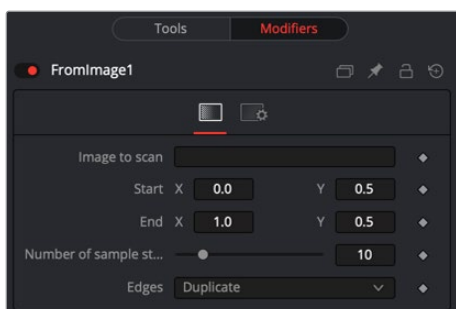 Tools Modifiers
FromImage1
Image to scan
Start X 0.0 Y 0.5
End X 1.0 Y 0.5
Number of sample st... 10
Edges Duplicate